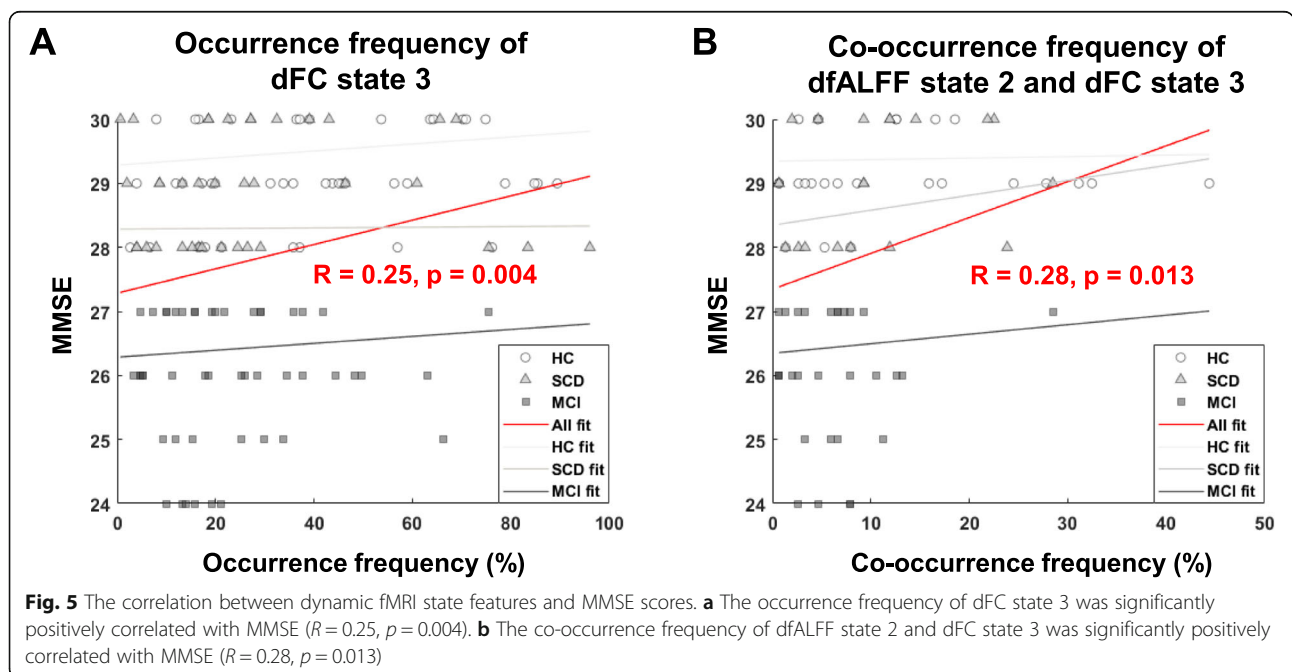 A
Occurrence frequency of
dFC state 3
MMSE
30
29
28
27
26
25
24
R = 0.25, p = 0.004
HC
SCD
MCI
All fit
HC fit
SCD fit
MCI fit
0
20
40
60
80
100
Occurrence frequency (%)
B
Co-occurrence frequency of
dfALFF state 2 and dFC state 3
MMSE
30
29
28
27
26
25
24
R = 0.28, p = 0.013
HC
SCD
MCI
All fit
HC fit
SCD fit
MCI fit
0
10
20
30
40
50
Co-occurrence frequency (%)
Fig. 5 The correlation between dynamic fMRI state features and MMSE scores. a The occurrence frequency of dFC state 3 was significantly
positively correlated with MMSE (R = 0.25, p = 0.004). b The co-occurrence frequency of dfALFF state 2 and dFC state 3 was significantly positively
correlated with MMSE (R = 0.28, p = 0.013)